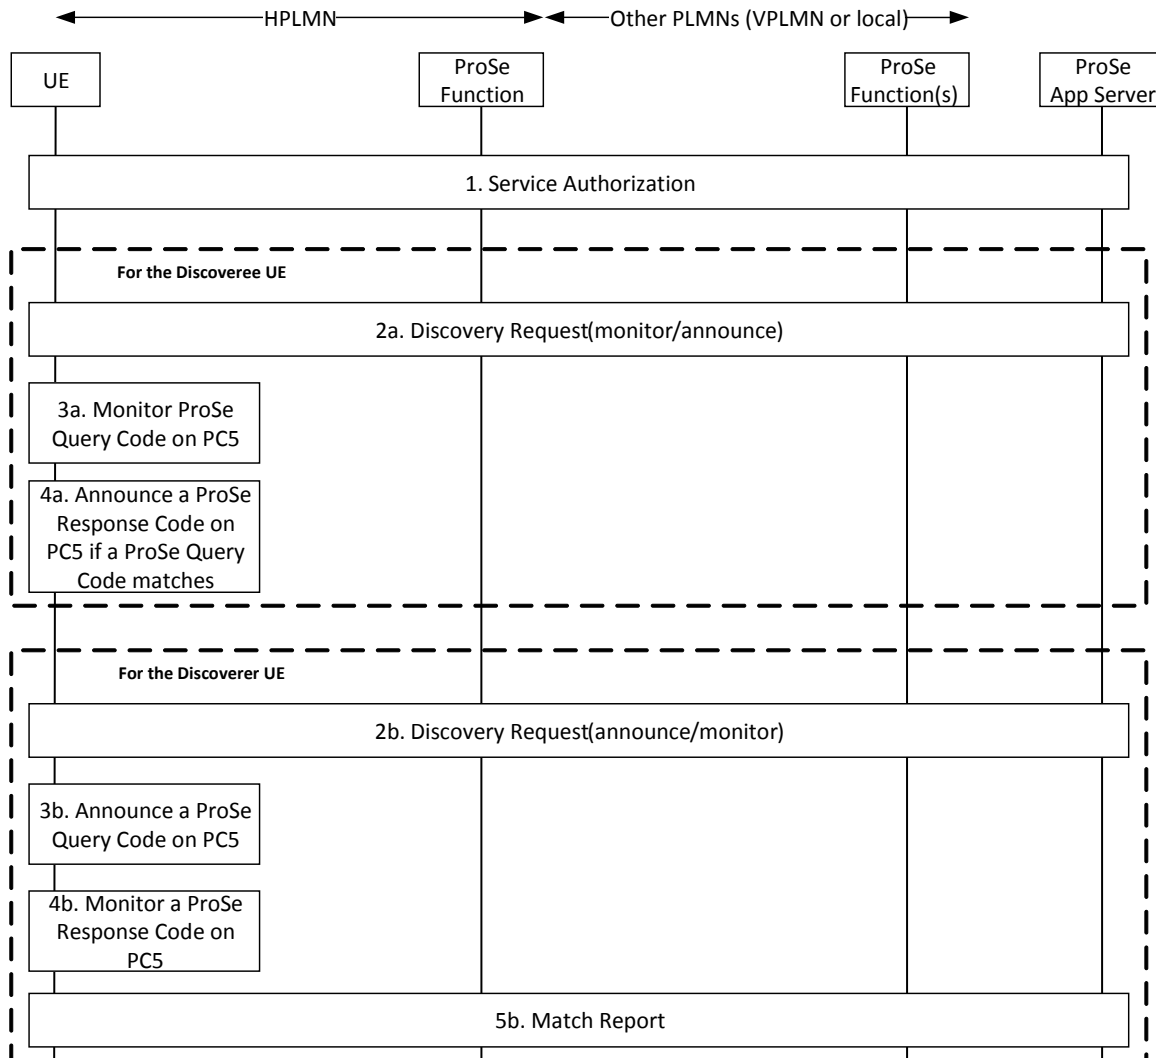 HPLMN
Other PLMNs (VPLMN or local)
UE
ProSe
Function
ProSe
Function(s)
ProSe
App Server
1. Service Authorization
For the Discoveree UE
2a. Discovery Request(monitor/announce)
3a. Monitor ProSe
Query Code on PC5
4a. Announce a ProSe
Response Code on
PC5 if a ProSe Query
Code matches
For the Discoverer UE
2b. Discovery Request(announce/monitor)
3b. Announce a ProSe
Query Code on PC5
4b. Monitor a ProSe
Response Code on
PC5
5b. Match Report